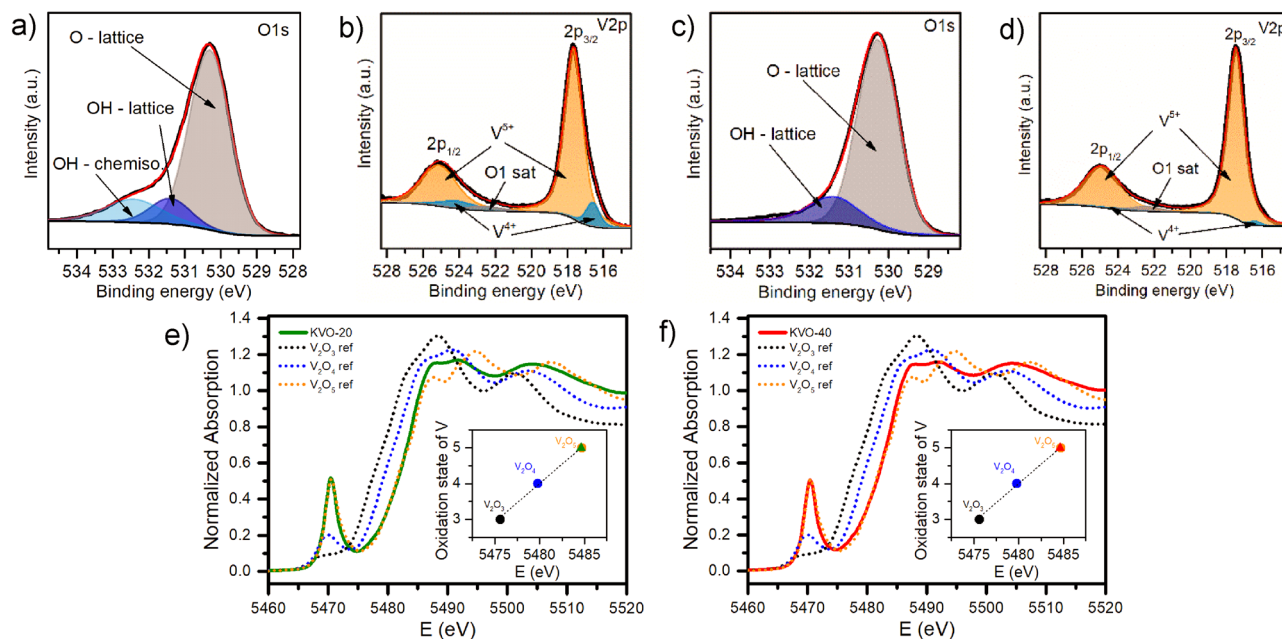 a)
O1s
O - lattice
OH - lattice
OH - chemiso
Intensity (a.u.)
534 533 532 531 530 529 528
Binding energy (eV)
b)
V2p
2p3/2
V5+
2p1/2
O1 sat
V4+
Intensity (a.u.)
528 526 524 522 520 518 516
Binding energy (eV)
c)
O1s
O - lattice
OH - lattice
Intensity (a.u.)
534 533 532 531 530 529
Binding energy (eV)
d)
V2p
2p3/2
V5+
2p1/2
O1 sat
V4+
Intensity (a.u.)
528 526 524 522 520 518 516
Binding energy (eV)
e)
KVO-20
V2O3 ref
V2O4 ref
V2O5 ref
Normalized Absorption
1.4
1.2
1.0
0.8
0.6
0.4
0.2
0.0
5460 5470 5480 5490 5500 5510 5520
E (eV)
Oxidation state of V
5
4
3
V2O5
V2O4
V2O3
5475 5480 5485
E (eV)
f)
KVO-40
V2O3 ref
V2O4 ref
V2O5 ref
Normalized Absorption
1.4
1.2
1.0
0.8
0.6
0.4
0.2
0.0
5460 5470 5480 5490 5500 5510 5520
E (eV)
Oxidation state of V
5
4
3
V2O5
V2O4
V2O3
5475 5480 5485
E (eV)